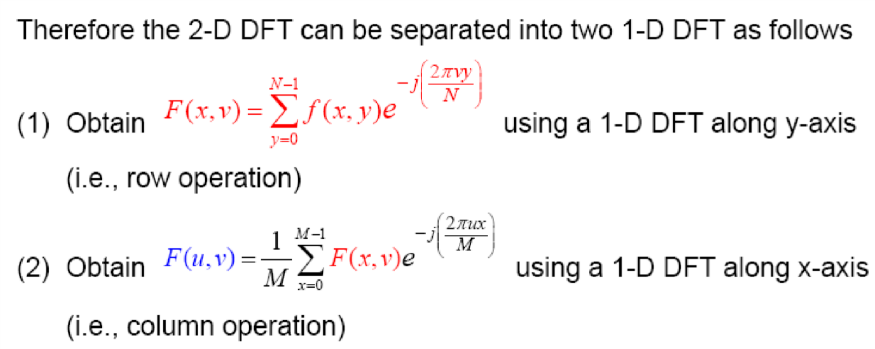 Therefore the 2-D DFT can be separated into two 1-D DFT as follows
(1) Obtain F(x,v) = \sum_{y=0}^{N-1} f(x,y)e^{-j\left(\frac{2\pi vy}{N}\right)} using a 1-D DFT along y-axis
(i.e., row operation)
(2) Obtain F(u,v) = \frac{1}{M} \sum_{x=0}^{M-1} F(x,v)e^{-j\left(\frac{2\pi ux}{M}\right)} using a 1-D DFT along x-axis
(i.e., column operation)